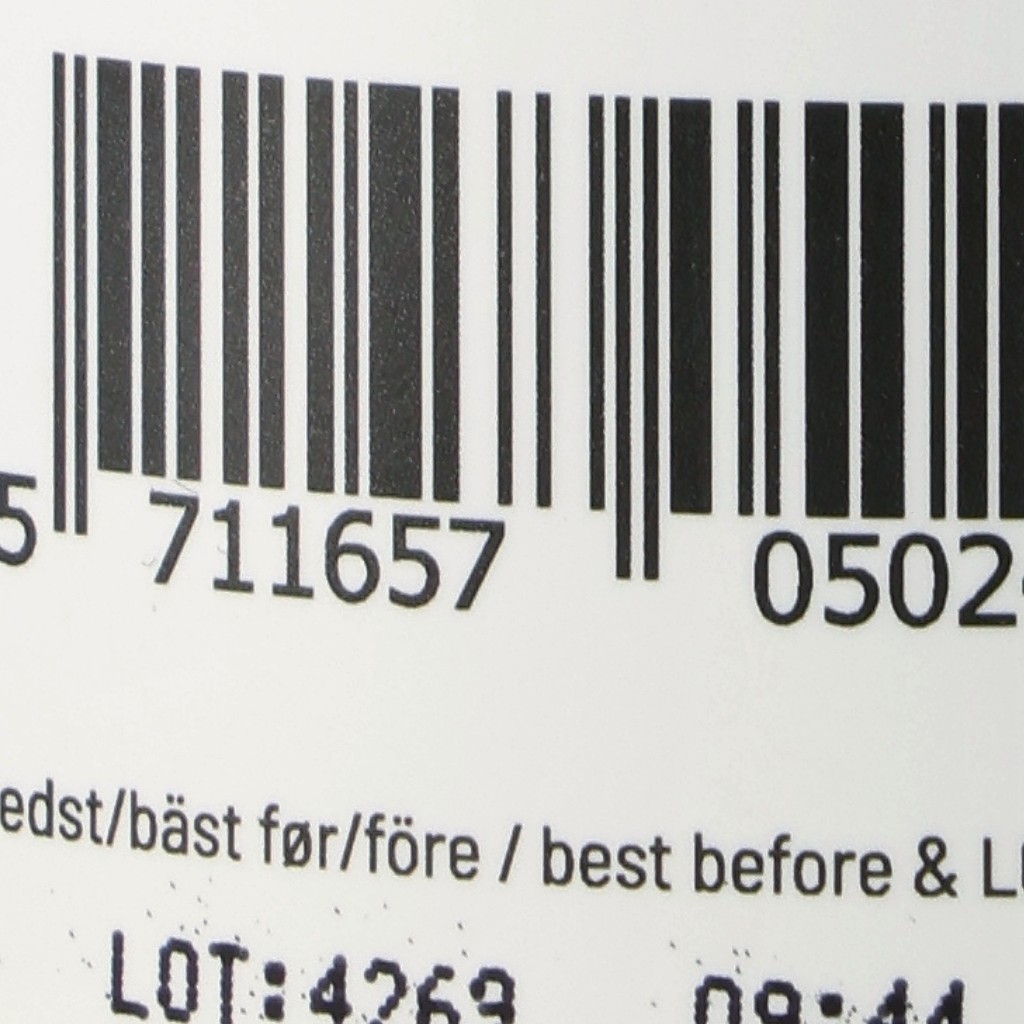 5 711657 0502
edst/bäst før/före / best before &
LOT:4269 09:44